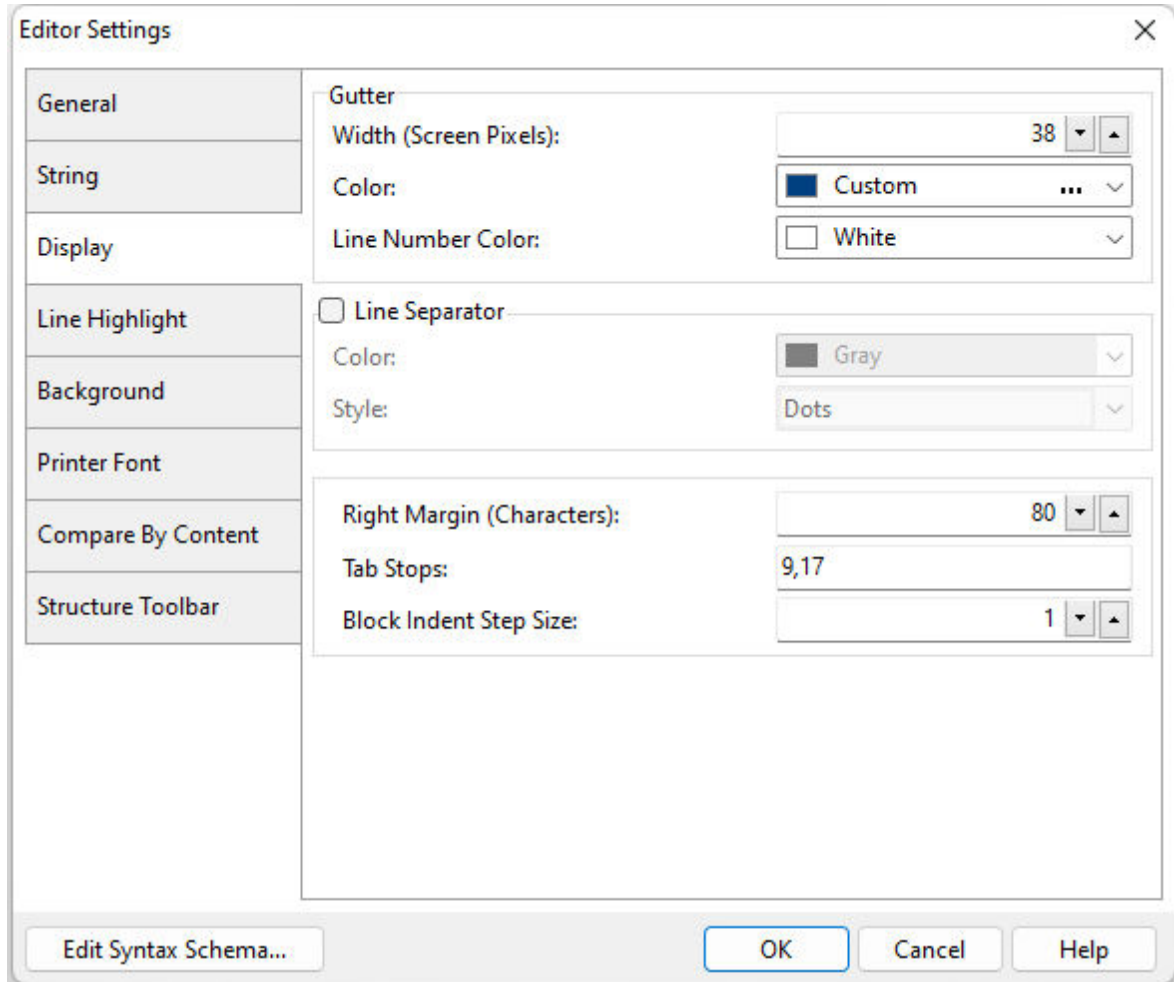 Editor Settings
General
String
Display
Line Highlight
Background
Printer Font
Compare By Content
Structure Toolbar
Gutter
Width (Screen Pixels): 38
Color: Custom ...
Line Number Color: White
Line Separator
Color: Gray
Style: Dots
Right Margin (Characters): 80
Tab Stops: 9,17
Block Indent Step Size: 1
Edit Syntax Schema... OK Cancel Help